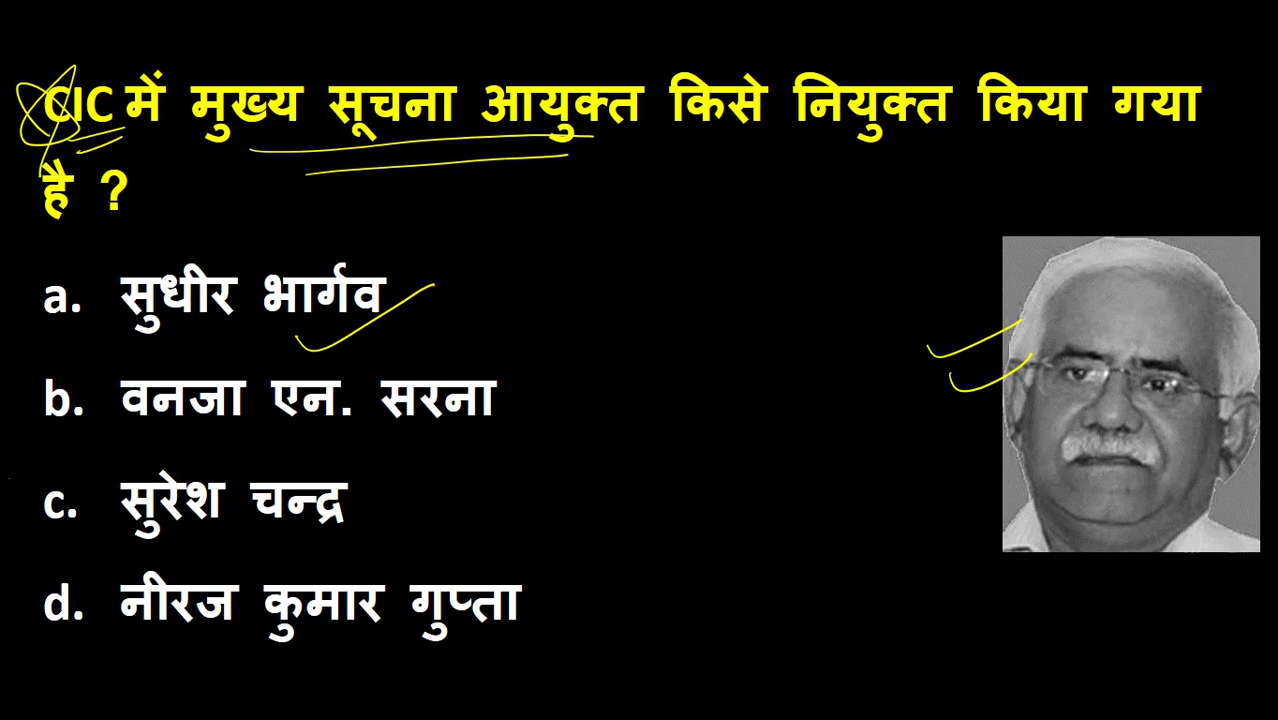 CIC में मुख्य सूचना आयुक्त किसे नियुक्त किया गया
है ?
a. सुधीर भार्गव
b. वनजा एन. सरना
c. सुरेश चन्द्र
d. नीरज कुमार गुप्ता